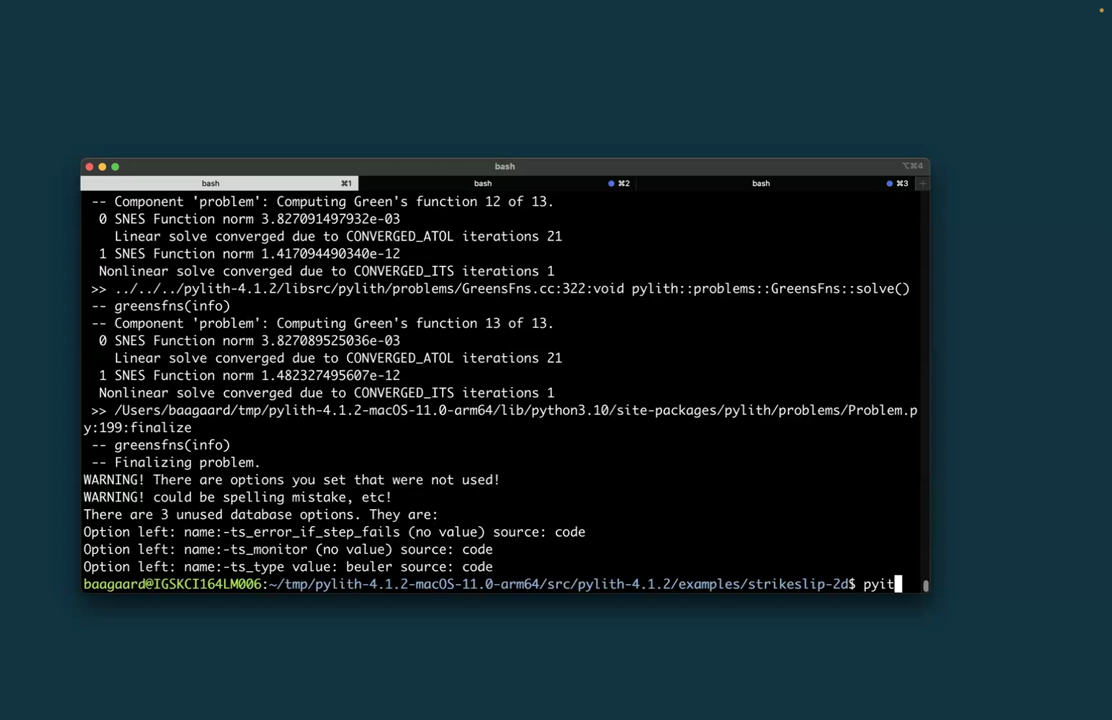 bash
⌥⌘4
bash ⌘1 bash ⌘2 bash ⌘3 +
-- Component 'problem': Computing Green's function 12 of 13.
0 SNES Function norm 3.827091497932e-03
Linear solve converged due to CONVERGED_ATOL iterations 21
1 SNES Function norm 1.417094490340e-12
Nonlinear solve converged due to CONVERGED_ITS iterations 1
>> ../../../pylith-4.1.2/libsrc/pylith/problems/GreensFns.cc:322:void pylith::problems::GreensFns::solve()
-- greensfns(info)
-- Component 'problem': Computing Green's function 13 of 13.
0 SNES Function norm 3.827089525036e-03
Linear solve converged due to CONVERGED_ATOL iterations 21
1 SNES Function norm 1.482327495607e-12
Nonlinear solve converged due to CONVERGED_ITS iterations 1
>> /Users/baagaard/tmp/pylith-4.1.2-macOS-11.0-arm64/lib/python3.10/site-packages/pylith/problems/Problem.p
y:199:finalize
-- greensfns(info)
-- Finalizing problem.
WARNING! There are options you set that were not used!
WARNING! could be spelling mistake, etc!
There are 3 unused database options. They are:
Option left: name:-ts_error_if_step_fails (no value) source: code
Option left: name:-ts_monitor (no value) source: code
Option left: name:-ts_type value: beuler source: code
baagaard@IGSKCI164LM006:~/tmp/pylith-4.1.2-macOS-11.0-arm64/src/pylith-4.1.2/examples/strikeslip-2d$ pyit